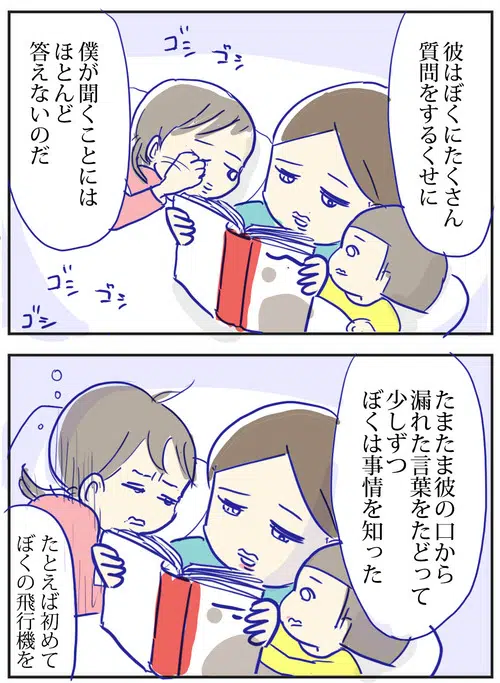 彼はぼくにたくさん
質問をするくせに
僕が聞くことには
ほとんど
答えないのだ
ゴシ
ゴシ
ゴシ
ゴシ
ゴシ
ゴシ
たまたま彼の口から
漏れた言葉をたどって
少しずつ
ぼくは事情を知った
たとえば初めて
ぼくの飛行機を